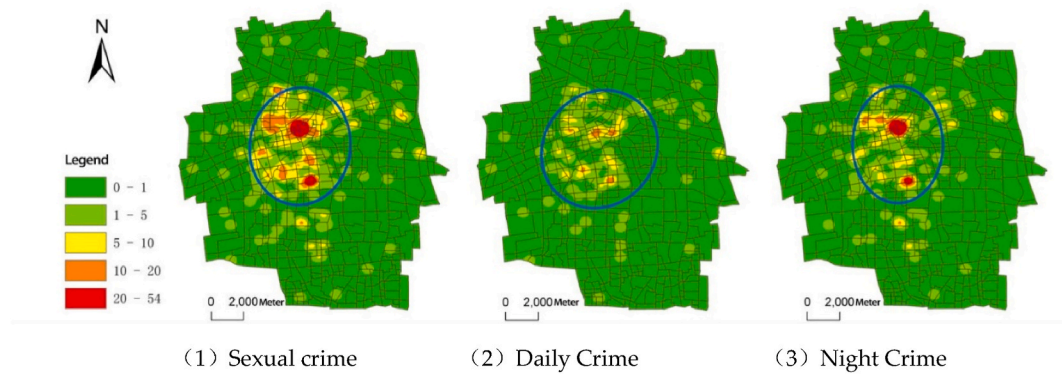 N
Legend
0 - 1
1 - 5
5 - 10
10 - 20
20 - 54
0 2,000 Meter
0 2,000 Meter
0 2,000 Meter
（1）Sexual crime
（2）Daily Crime
（3）Night Crime